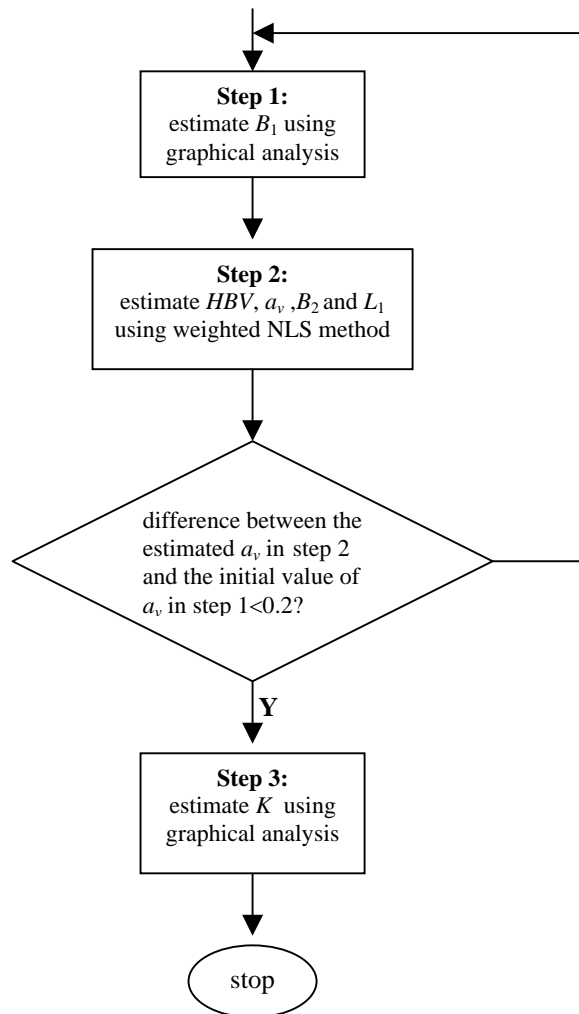 Step 1:
estimate B₁ using
graphical analysis
Step 2:
estimate HBV, aᵥ ,B₂ and L₁
using weighted NLS method
difference between the
estimated aᵥ in step 2
and the initial value of
aᵥ in step 1<0.2?
Y
Step 3:
estimate K using
graphical analysis
stop